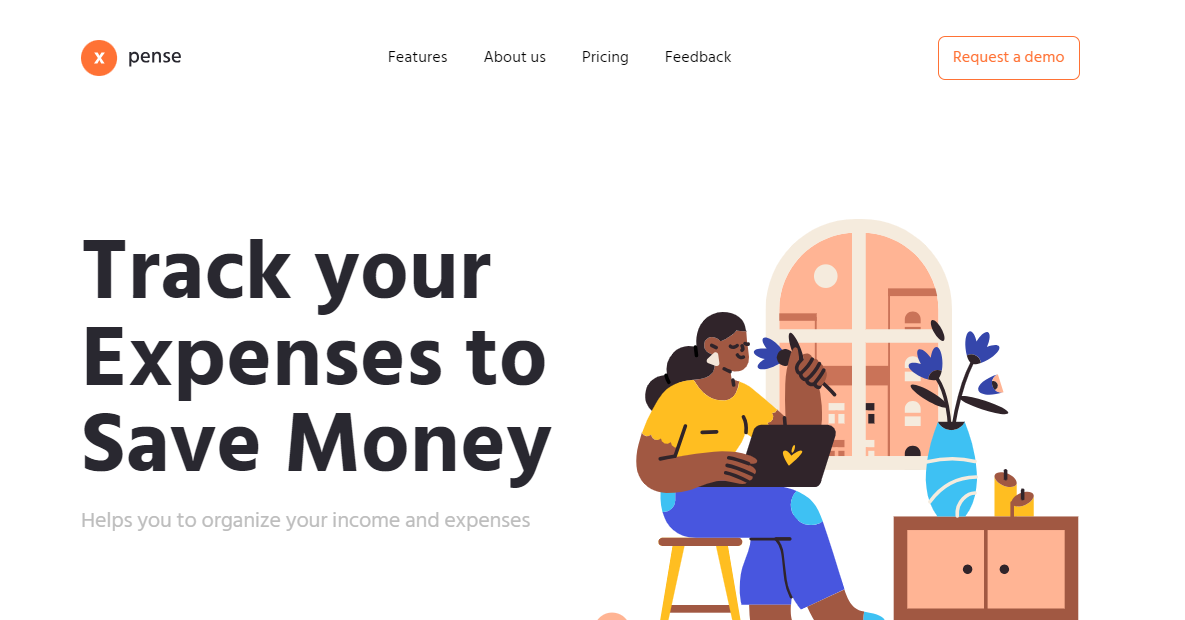 x pense
Features About us Pricing Feedback
Request a demo
Track your
Expenses to
Save Money
Helps you to organize your income and expenses